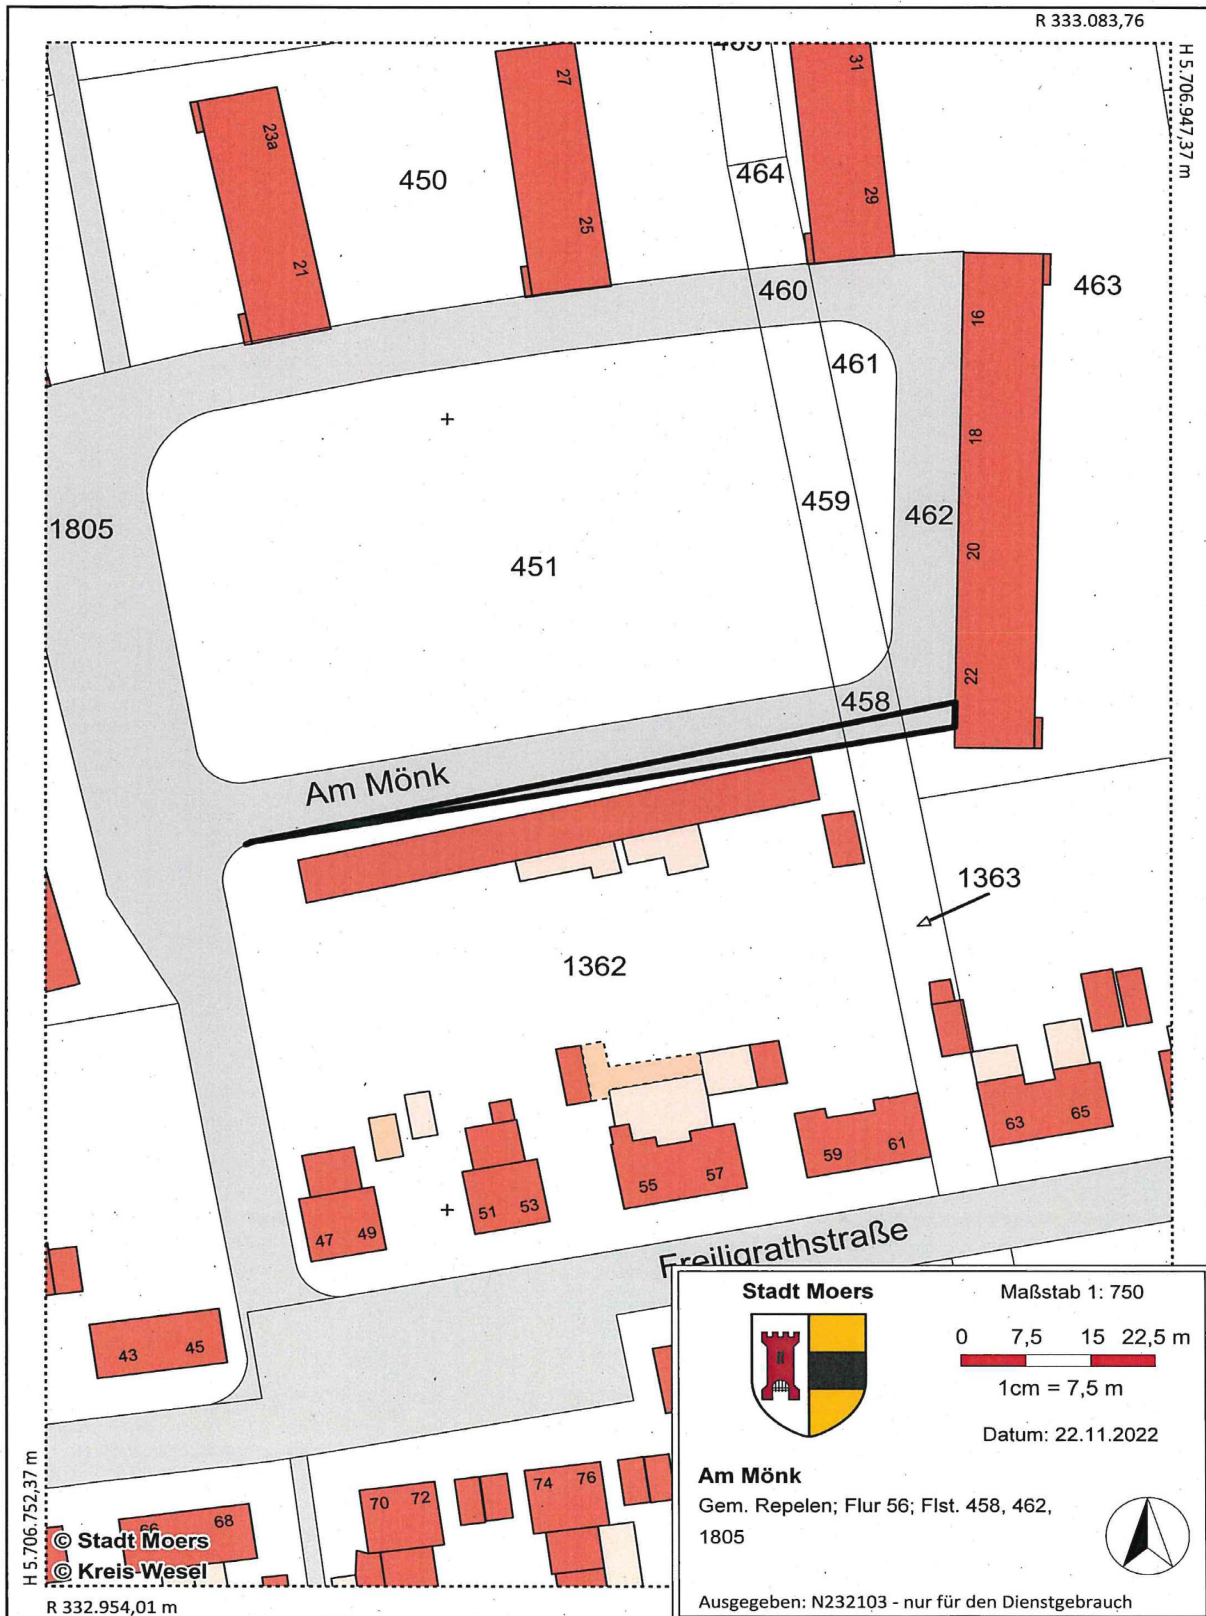 R 333.083,76
H 5.706.947,37 m
23a
21
27
25
31
29
450
464
460
463
461
459
462
451
1805
458
16
18
20
22
Am Mönk
1363
1362
47
49
51
53
55
57
59
61
63
65
43
45
Freiligrathstraße
66
68
70
72
74
76
© Stadt Moers
© Kreis Wesel
H 5.706.752,37 m
R 332.954,01 m
Stadt Moers
Maßstab 1: 750
0 7,5 15 22,5 m
1cm = 7,5 m
Datum: 22.11.2022
Am Mönk
Gem. Repelen; Flur 56; Flst. 458, 462,
1805
Ausgegeben: N232103 - nur für den Dienstgebrauch